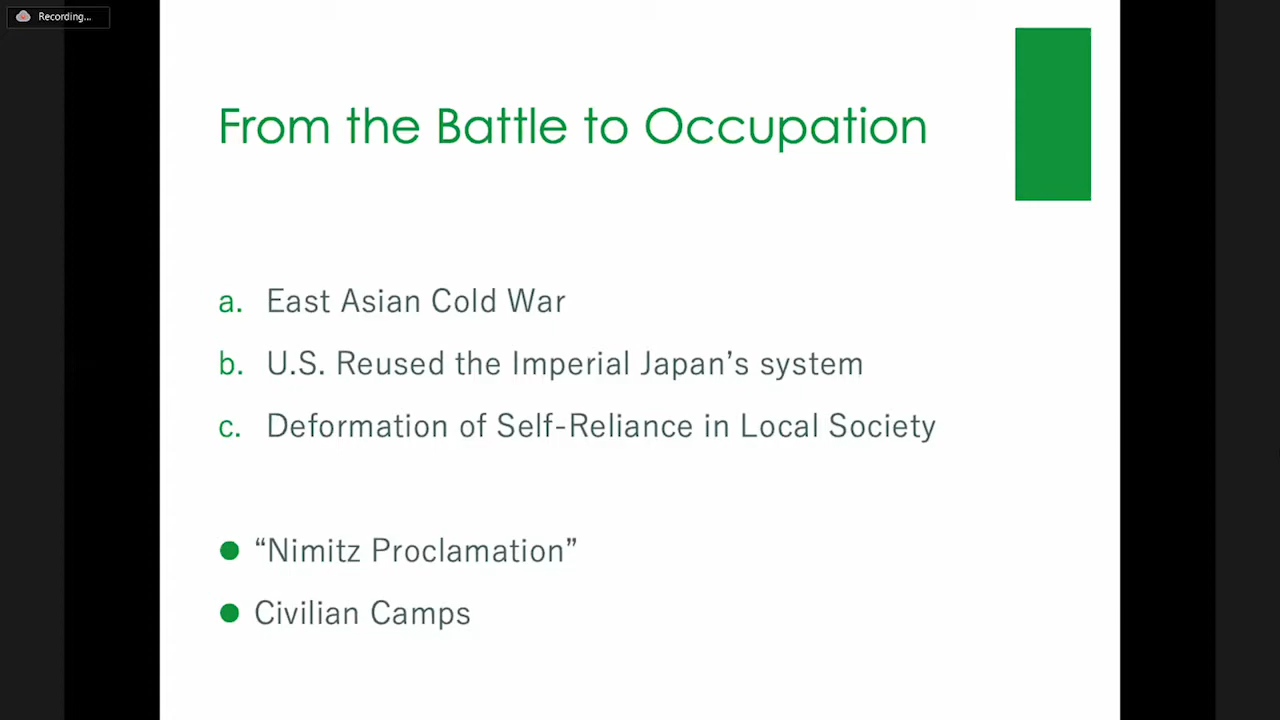 Recording...
From the Battle to Occupation
a. East Asian Cold War
b. U.S. Reused the Imperial Japan’s system
c. Deformation of Self-Reliance in Local Society
● “Nimitz Proclamation”
● Civilian Camps